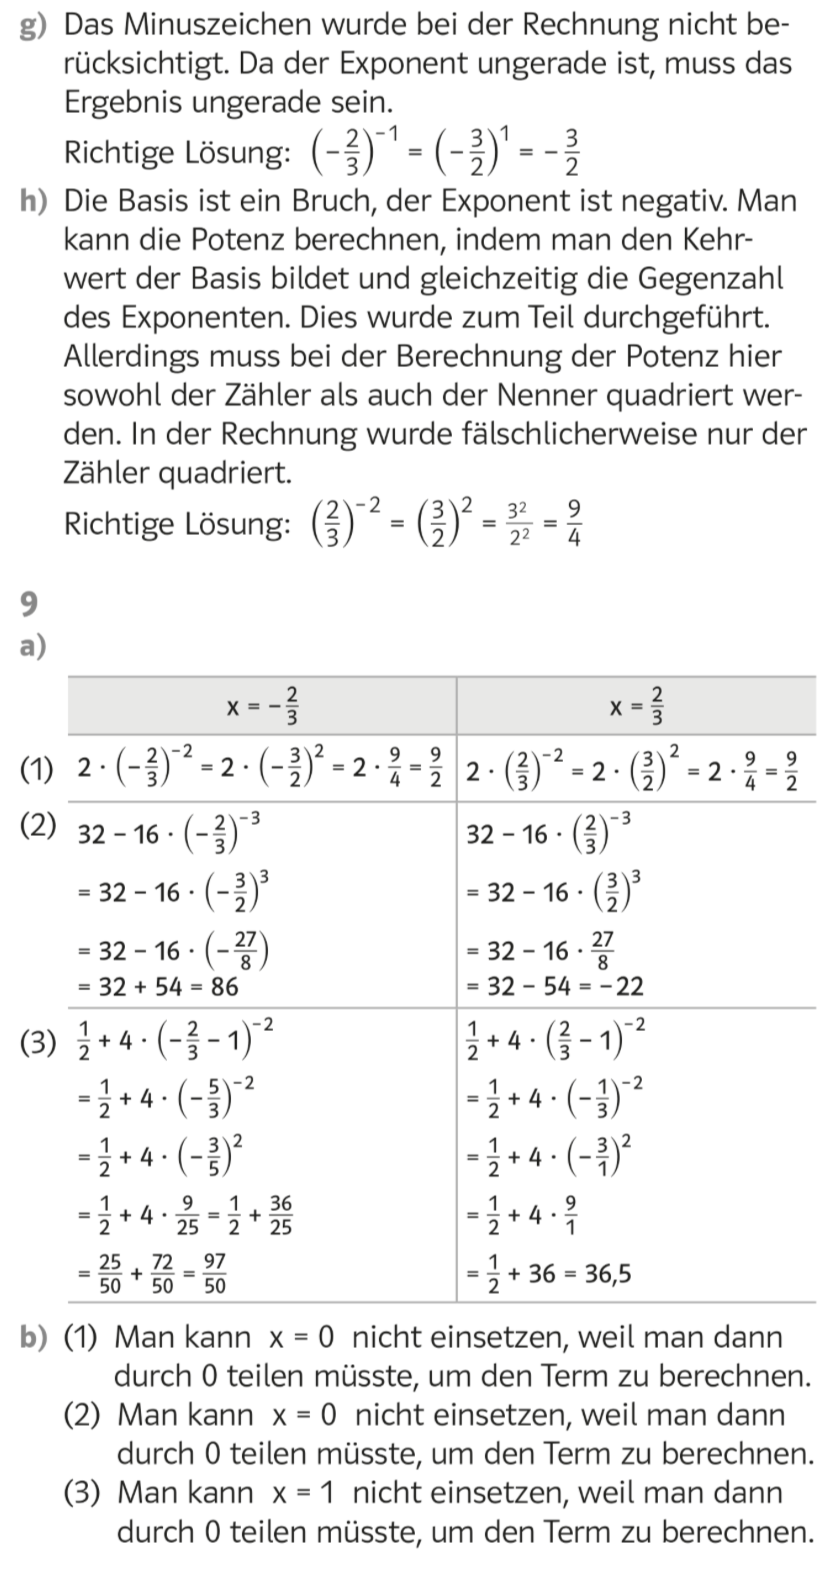 g) Das Minuszeichen wurde bei der Rechnung nicht be-
rücksichtigt. Da der Exponent ungerade ist, muss das
Ergebnis ungerade sein.
Richtige Lösung: (−2/3)^−1 = (−3/2)^1 = −3/2
h) Die Basis ist ein Bruch, der Exponent ist negativ. Man
kann die Potenz berechnen, indem man den Kehr-
wert der Basis bildet und gleichzeitig die Gegenzahl
des Exponenten. Dies wurde zum Teil durchgeführt.
Allerdings muss bei der Berechnung der Potenz hier
sowohl der Zähler als auch der Nenner quadriert wer-
den. In der Rechnung wurde fälschlicherweise nur der
Zähler quadriert.
Richtige Lösung: (2/3)^−2 = (3/2)^2 = 3²/2² = 9/4
9
a)
x = −2/3 x = 2/3
(1) 2 · (−2/3)^−2 = 2 · (−3/2)^2 = 2 · 9/4 = 9/2 2 · (2/3)^−2 = 2 · (3/2)^2 = 2 · 9/4 = 9/2
(2) 32 − 16 · (−2/3)^−3 32 − 16 · (2/3)^−3
= 32 − 16 · (−3/2)^3 = 32 − 16 · (3/2)^3
= 32 − 16 · (−27/8) = 32 − 16 · 27/8
= 32 + 54 = 86 = 32 − 54 = −22
(3) 1/2 + 4 · (−2/3 − 1)^−2 1/2 + 4 · (2/3 − 1)^−2
= 1/2 + 4 · (−5/3)^−2 = 1/2 + 4 · (−1/3)^−2
= 1/2 + 4 · (−3/5)^2 = 1/2 + 4 · (−3/1)^2
= 1/2 + 4 · 9/25 = 1/2 + 36/25 = 1/2 + 4 · 9/1
= 25/50 + 72/50 = 97/50 = 1/2 + 36 = 36,5
b) (1) Man kann x = 0 nicht einsetzen, weil man dann
durch 0 teilen müsste, um den Term zu berechnen.
(2) Man kann x = 0 nicht einsetzen, weil man dann
durch 0 teilen müsste, um den Term zu berechnen.
(3) Man kann x = 1 nicht einsetzen, weil man dann
durch 0 teilen müsste, um den Term zu berechnen.